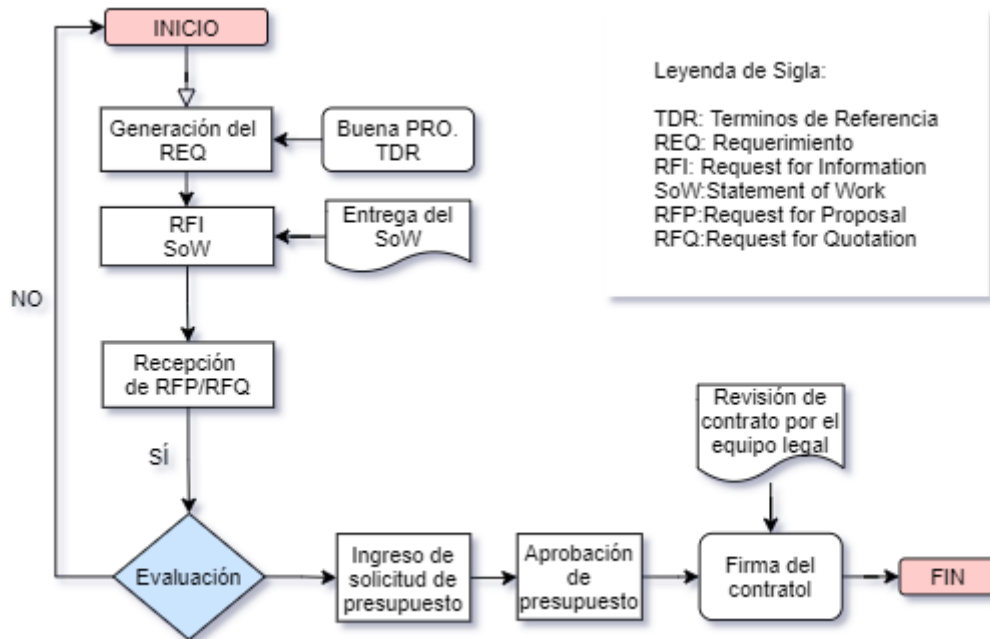 INICIO
Leyenda de Sigla:
TDR: Terminos de Referencia
REQ: Requerimiento
RFI: Request for Information
SoW:Statement of Work
RFP:Request for Proposal
RFQ:Request for Quotation
Generación del
REQ
Buena PRO.
TDR
RFI
SoW
Entrega del
SoW
NO
Recepción
de RFP/RFQ
SÍ
Revisión de
contrato por el
equipo legal
Evaluación
Ingreso de
solicitud de
presupuesto
Aprobación
de
presupuesto
Firma del
contratol
FIN